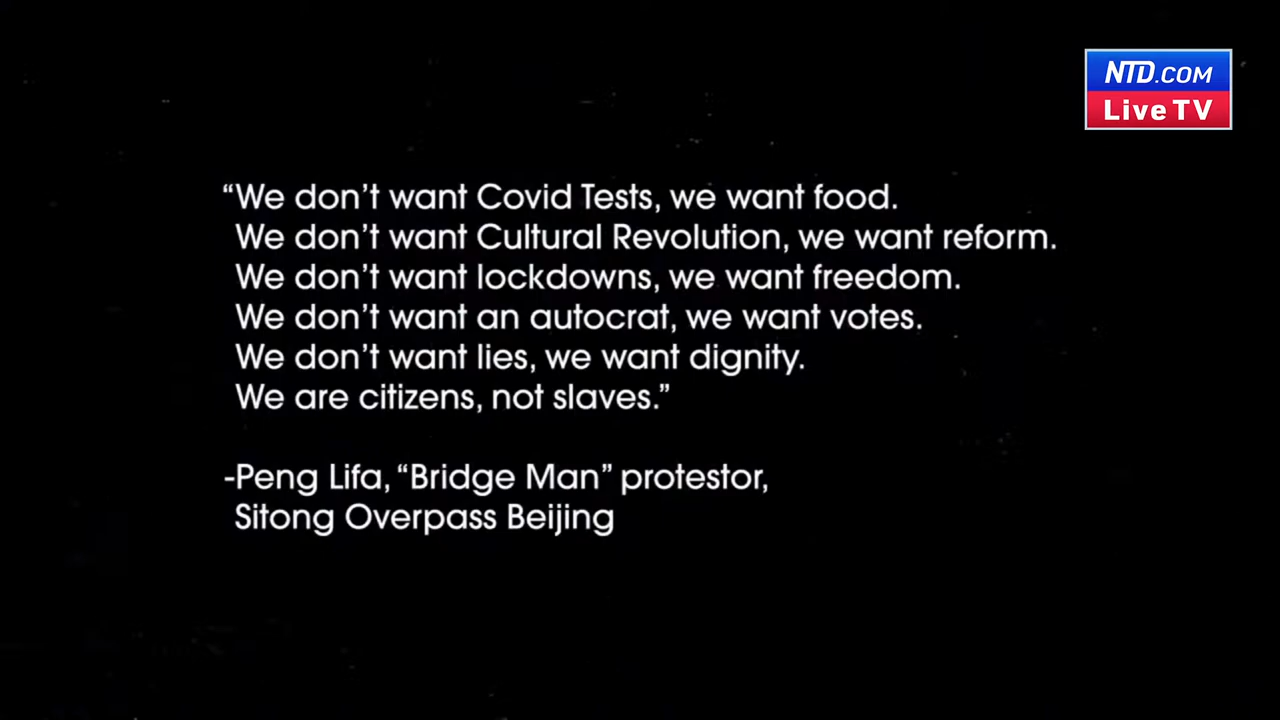 NTD.COM
Live TV
“We don’t want Covid Tests, we want food.
We don’t want Cultural Revolution, we want reform.
We don’t want lockdowns, we want freedom.
We don’t want an autocrat, we want votes.
We don’t want lies, we want dignity.
We are citizens, not slaves.”
-Peng Lifa, “Bridge Man” protestor,
Sitong Overpass Beijing